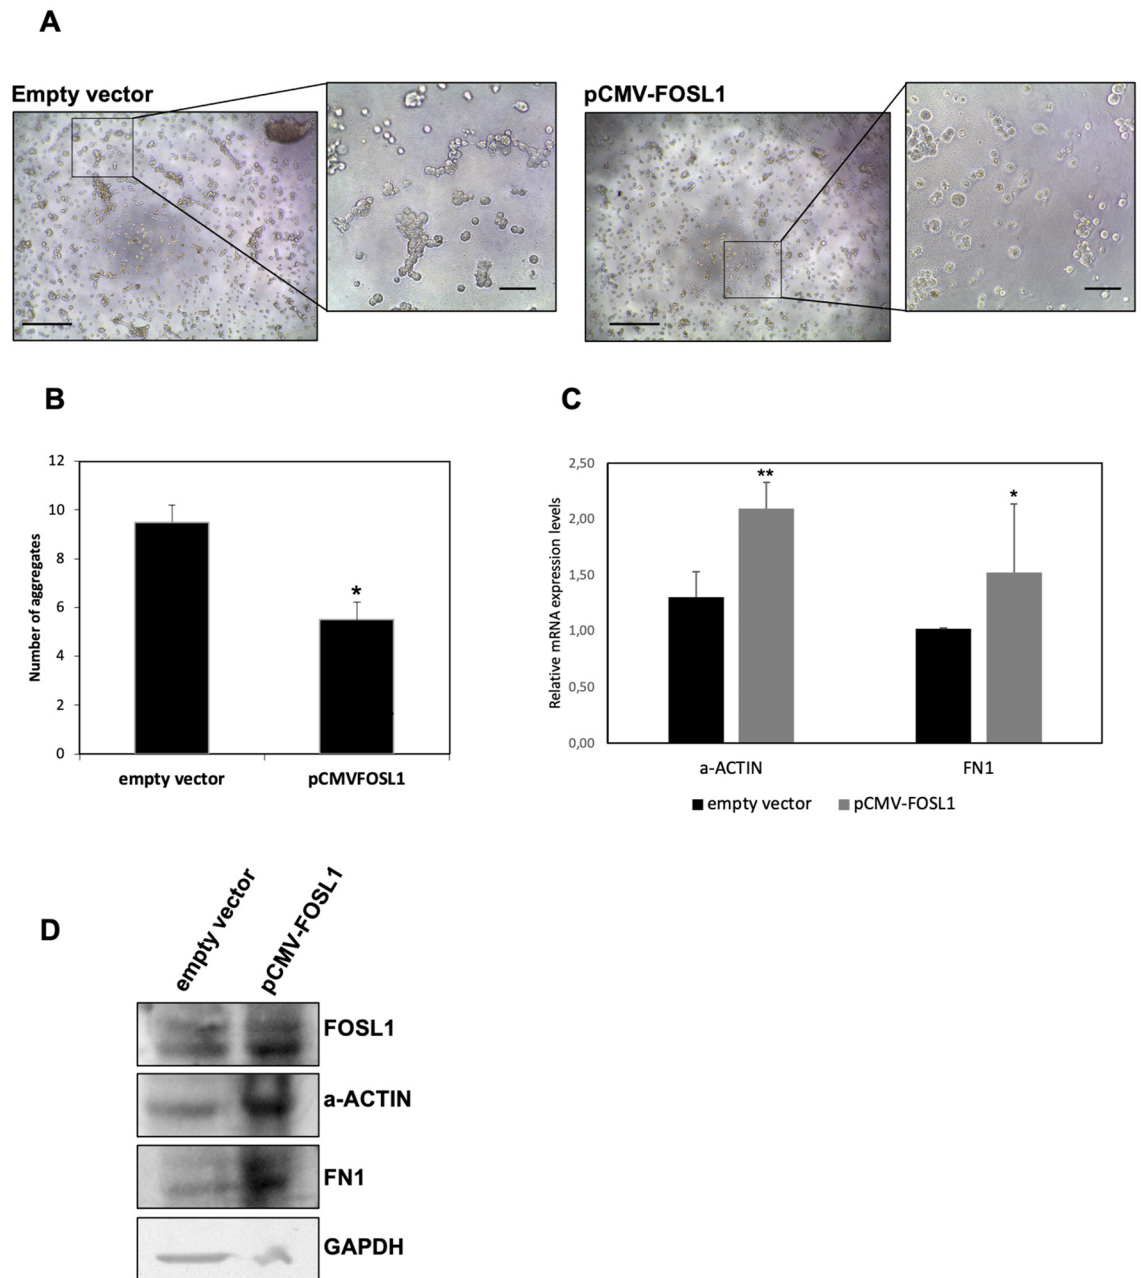 A
Empty vector
pCMV-FOSL1
B
12
10
8
6
4
2
0
Number of aggregates
*
empty vector
pCMVFOSL1
C
2,50
2,00
1,50
1,00
0,50
0,00
Relative mRNA expression levels
**
*
a-ACTIN
FN1
empty vector
pCMV-FOSL1
D
empty vector
pCMV-FOSL1
FOSL1
a-ACTIN
FN1
GAPDH